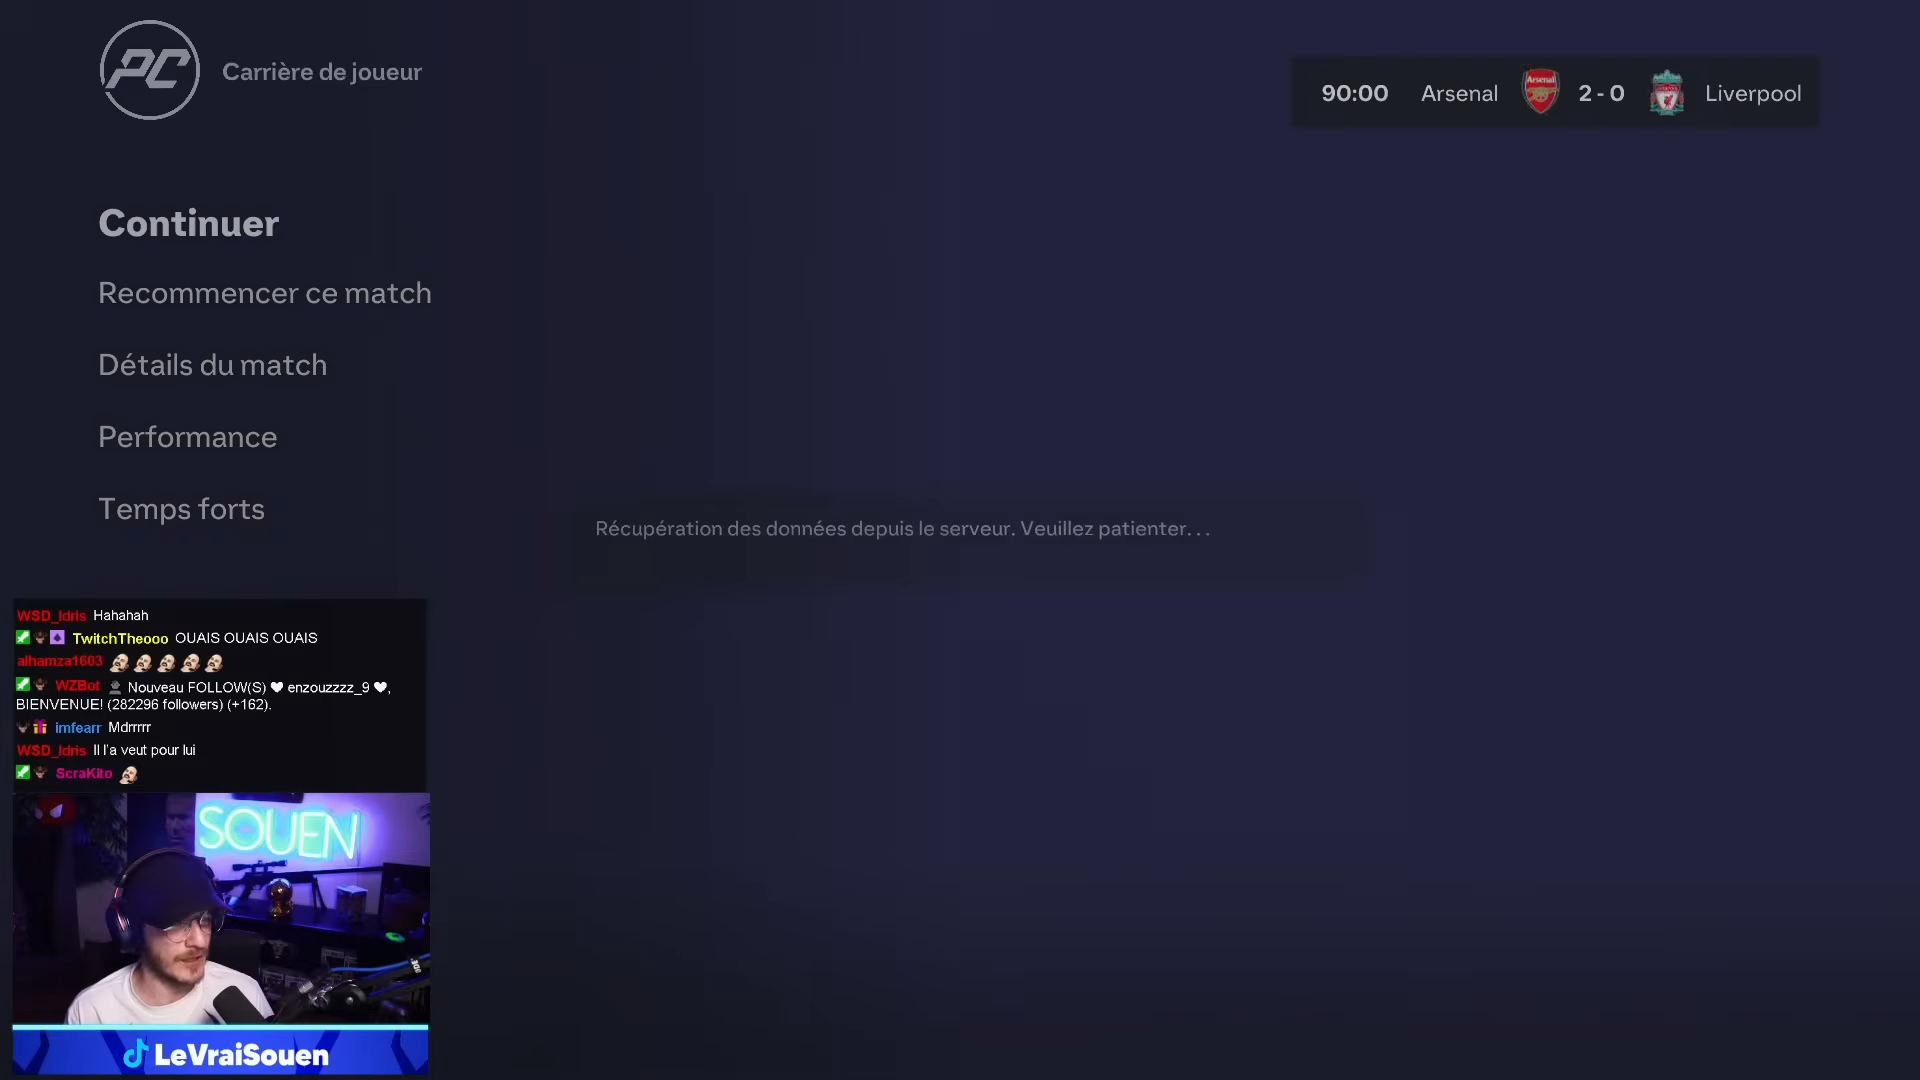 PC Carrière de joueur
90:00 Arsenal Arsenal 2 - 0 Liverpool
Continuer
Recommencer ce match
Détails du match
Performance
Temps forts
Récupération des données depuis le serveur. Veuillez patienter...
WSD_Idris Hahahah
TwitchTheooo OUAIS OUAIS OUAIS
alhamza1603
WZBot Nouveau FOLLOW(S) ♥ enzouzzzz_9 ♥,
BIENVENUE! (282296 followers) (+162).
imfearr Mdrrrrr
WSD_Idris Il l'a veut pour lui
ScraKito
SOUEN
LeVraiSouen